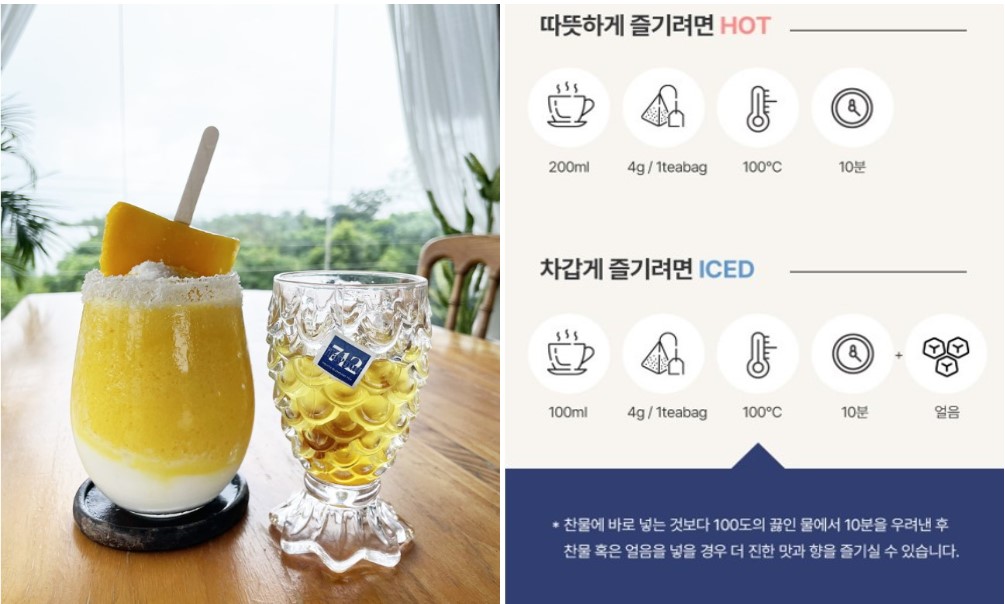 742
따뜻하게 즐기려면 HOT
200ml
4g / 1teabag
100℃
10분
차갑게 즐기려면 ICED
100ml
4g / 1teabag
100℃
10분
+
얼음
* 찬물에 바로 넣는 것보다 100도의 끓인 물에서 10분을 우려낸 후
찬물 혹은 얼음을 넣을 경우 더 진한 맛과 향을 즐기실 수 있습니다.